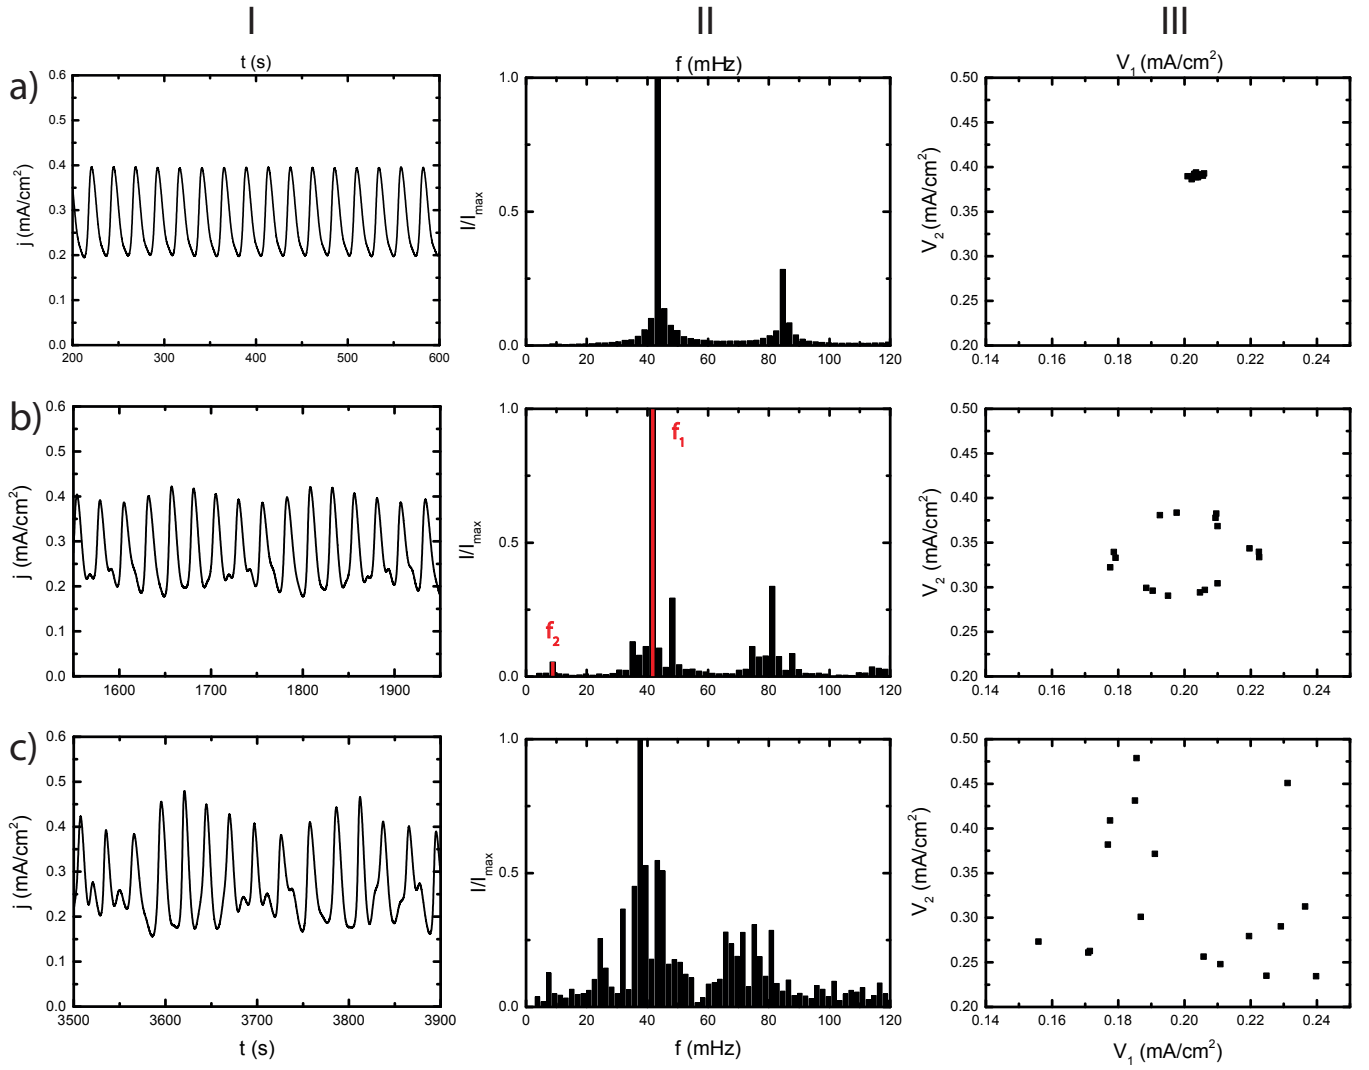 I II III
t (s) f (mHz) V₁ (mA/cm²)
a)
0.6 0.5 0.4 0.3 0.2 0.1 0.0
j (mA/cm²)
200 300 400 500 600
1.0 0.5 0.0
I/Iₘₐₓ
0 20 40 60 80 100 120
0.50 0.45 0.40 0.35 0.30 0.25 0.20
V₂ (mA/cm²)
0.14 0.16 0.18 0.20 0.22 0.24
b)
0.6 0.5 0.4 0.3 0.2 0.1 0.0
j (mA/cm²)
1600 1700 1800 1900
1.0 0.5 0.0
I/Iₘₐₓ
f₁
f₂
0 20 40 60 80 100 120
0.50 0.45 0.40 0.35 0.30 0.25 0.20
V₂ (mA/cm²)
0.14 0.16 0.18 0.20 0.22 0.24
c)
0.6 0.5 0.4 0.3 0.2 0.1 0.0
j (mA/cm²)
3500 3600 3700 3800 3900
1.0 0.5 0.0
I/Iₘₐₓ
0 20 40 60 80 100 120
0.50 0.45 0.40 0.35 0.30 0.25 0.20
V₂ (mA/cm²)
0.14 0.16 0.18 0.20 0.22 0.24
t (s) f (mHz) V₁ (mA/cm²)